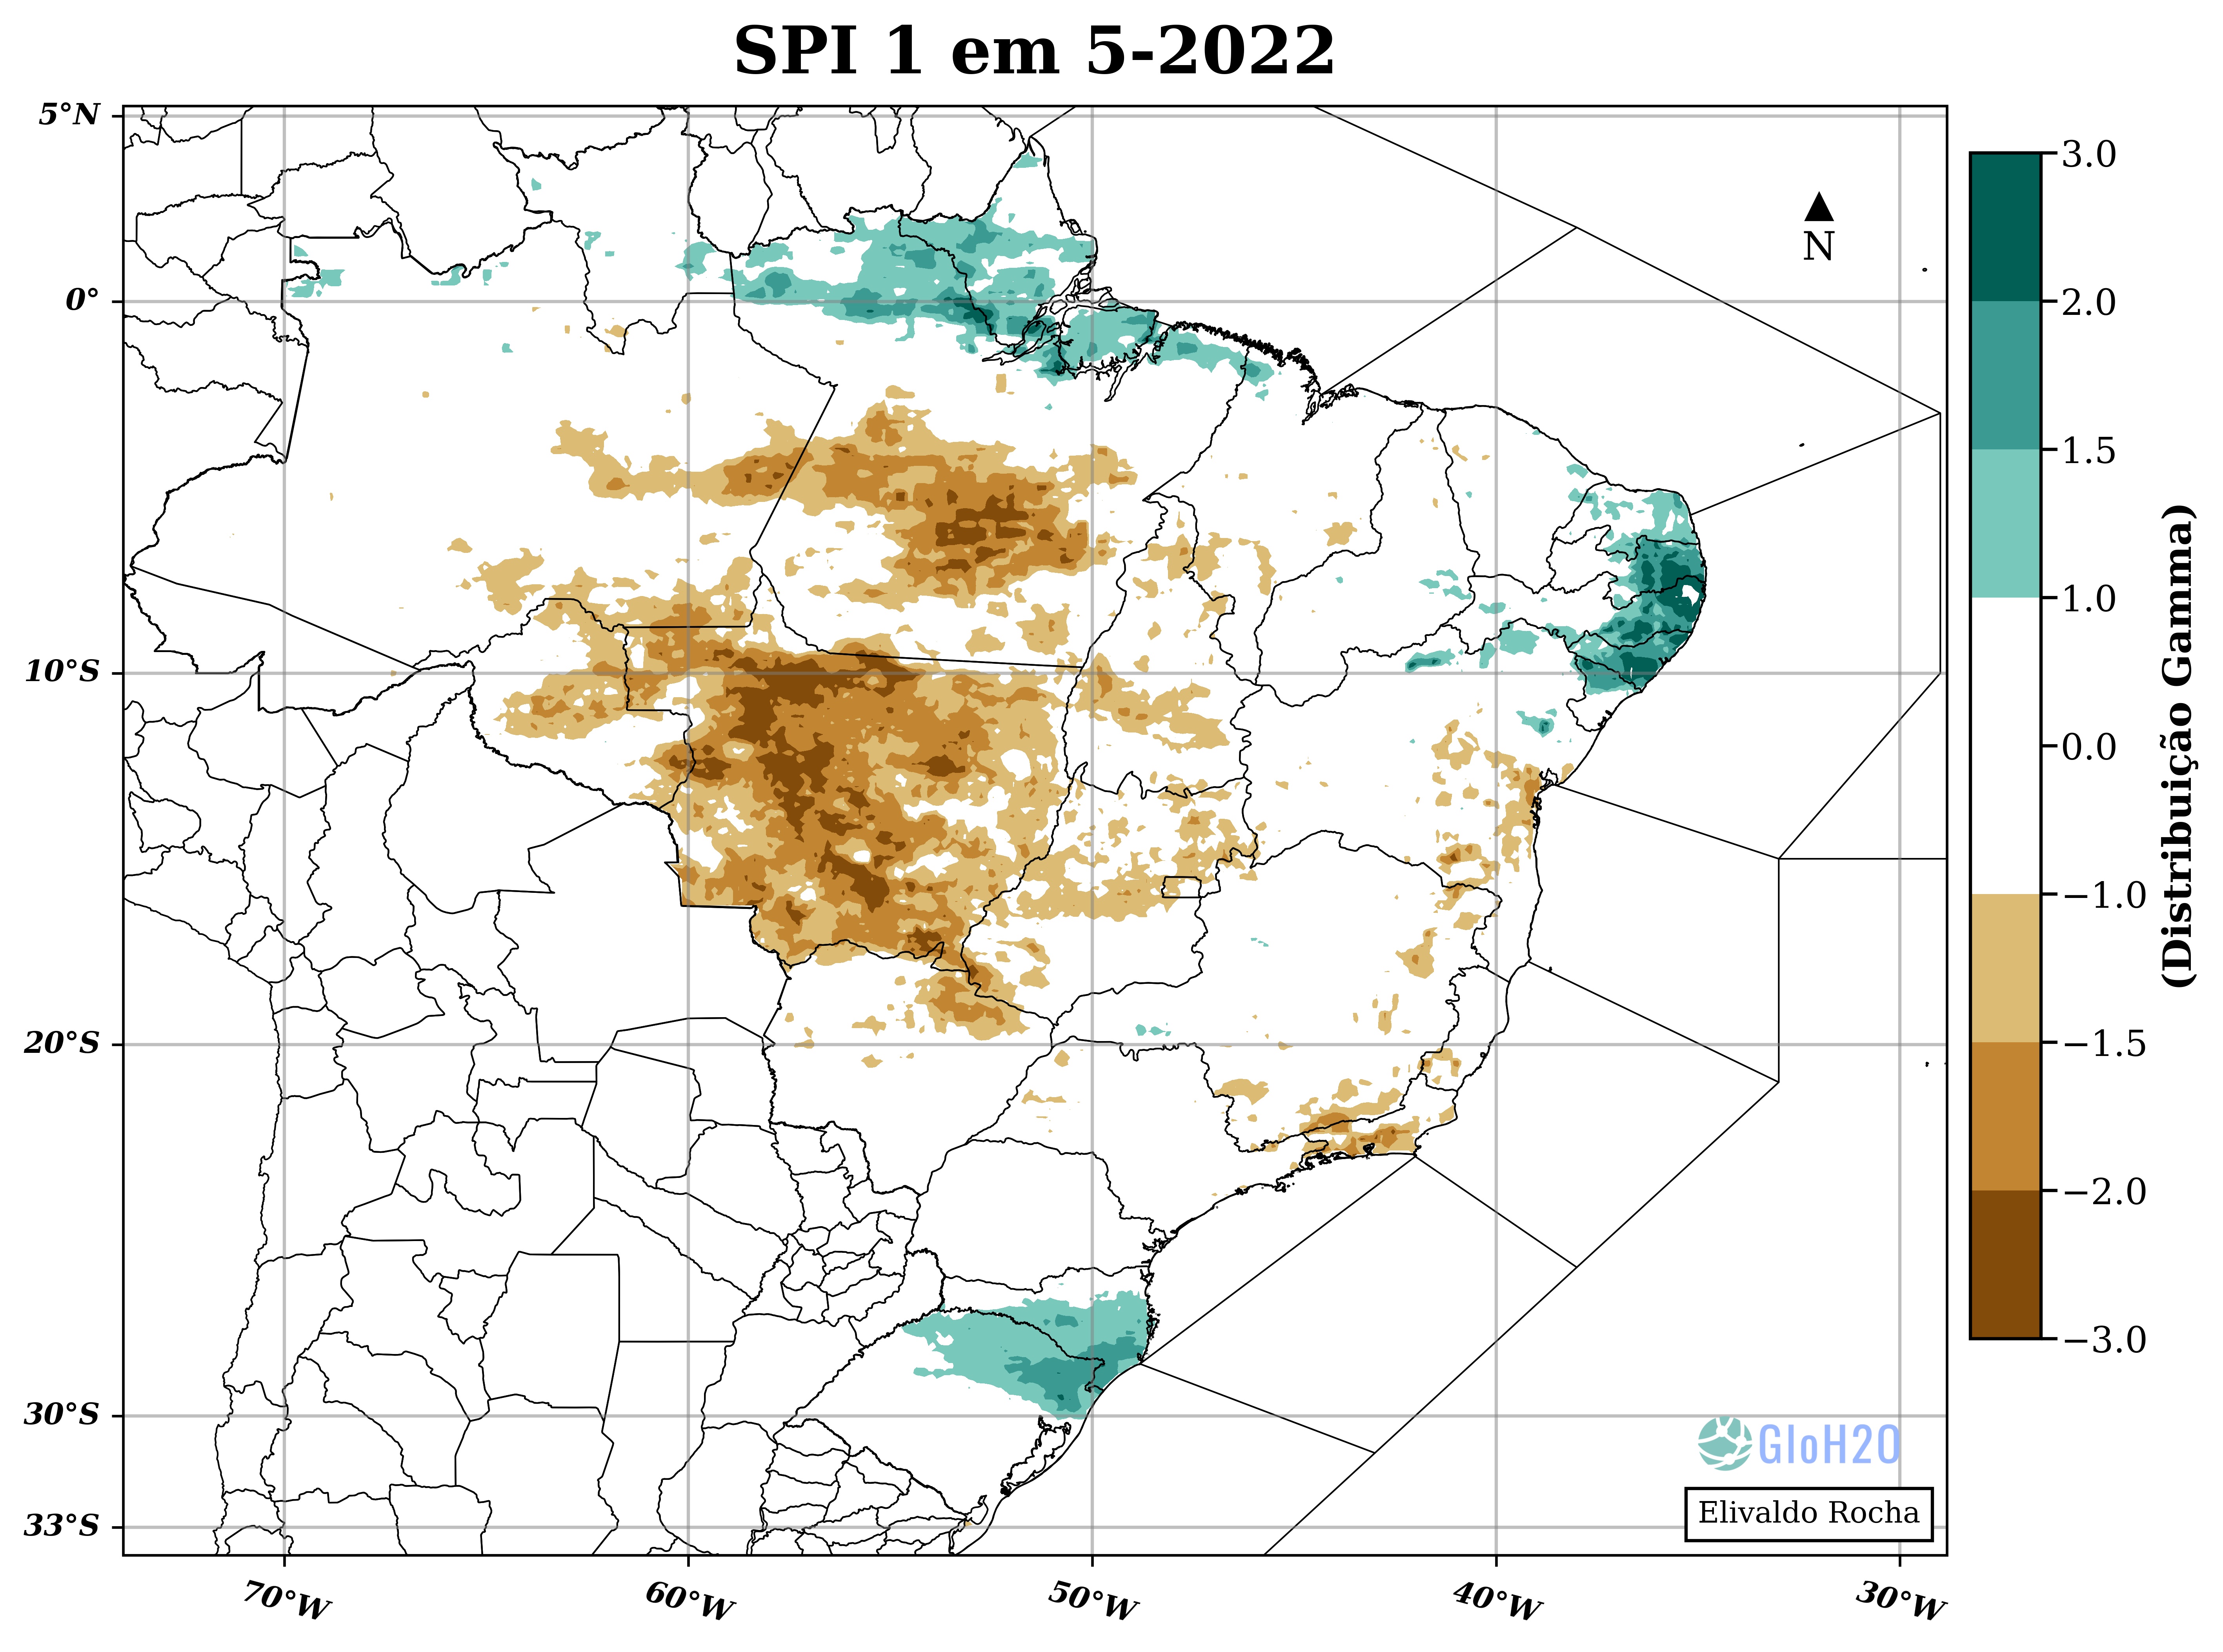 SPI 1 em 5-2022
5°N
0°
10°S
20°S
30°S
33°S
70°W
60°W
50°W
40°W
30°W
N
3.0
2.0
1.5
1.0
0.0
−1.0
−1.5
−2.0
−3.0
(Distribuição Gamma)
GloH2O
Elivaldo Rocha